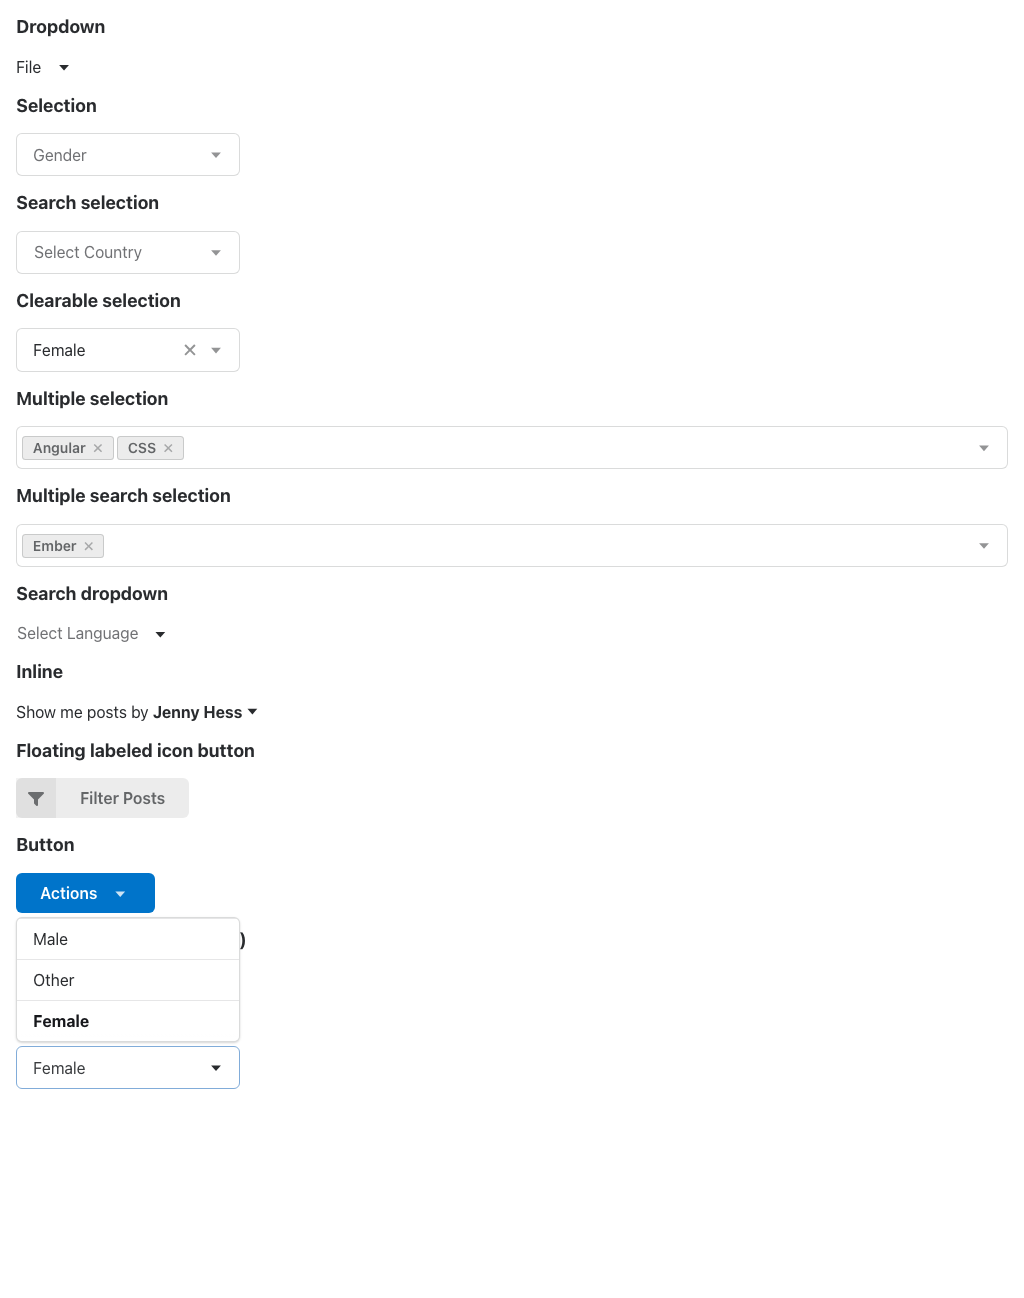 Dropdown
File
Selection
Gender
Search selection
Select Country
Clearable selection
Female
Multiple selection
Angular CSS
Multiple search selection
Ember
Search dropdown
Select Language
Inline
Show me posts by Jenny Hess
Floating labeled icon button
Filter Posts
Button
Actions
Male )
Other
Female
Female